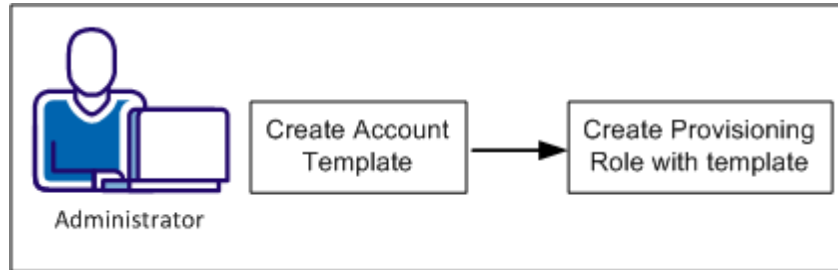 Administrator
Create Account
Template
Create Provisioning
Role with template